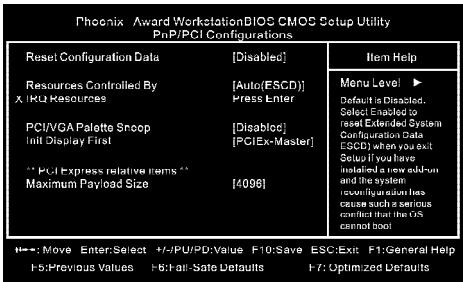 Phoenix - Award WorkstationBIOS CMOS Setup Utility
PnP/PCI Configurations
Reset Configuration Data [Disabled]
Resources Controlled By [Auto(ESCD)]
X IRQ Resources Press Enter
PCI/VGA Palette Snoop [Disabled]
Init Display First [PCIEx-Master]
** PCI Express relative items **
Maximum Payload Size [4096]
Item Help
Menu Level ►
Default is Disabled.
Select Enabled to
reset Extended System
Configuration Data
ESCD) when you exit
Setup if you have
installed a new add-on
and the system
reconfiguration has
cause such a serious
conflict that the OS
cannot boot
: Move Enter:Select +/-/PU/PD:Value F10:Save ESC:Exit F1:General Help
F5:Previous Values F6:Fail-Safe Defaults F7: Optimized Defaults